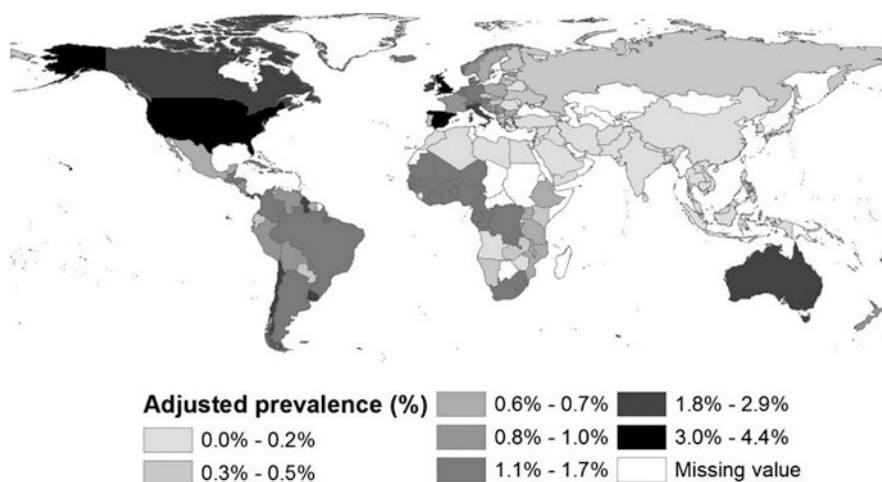 Adjusted prevalence (%)
0.0% - 0.2%
0.3% - 0.5%
0.6% - 0.7%
0.8% - 1.0%
1.1% - 1.7%
1.8% - 2.9%
3.0% - 4.4%
Missing value